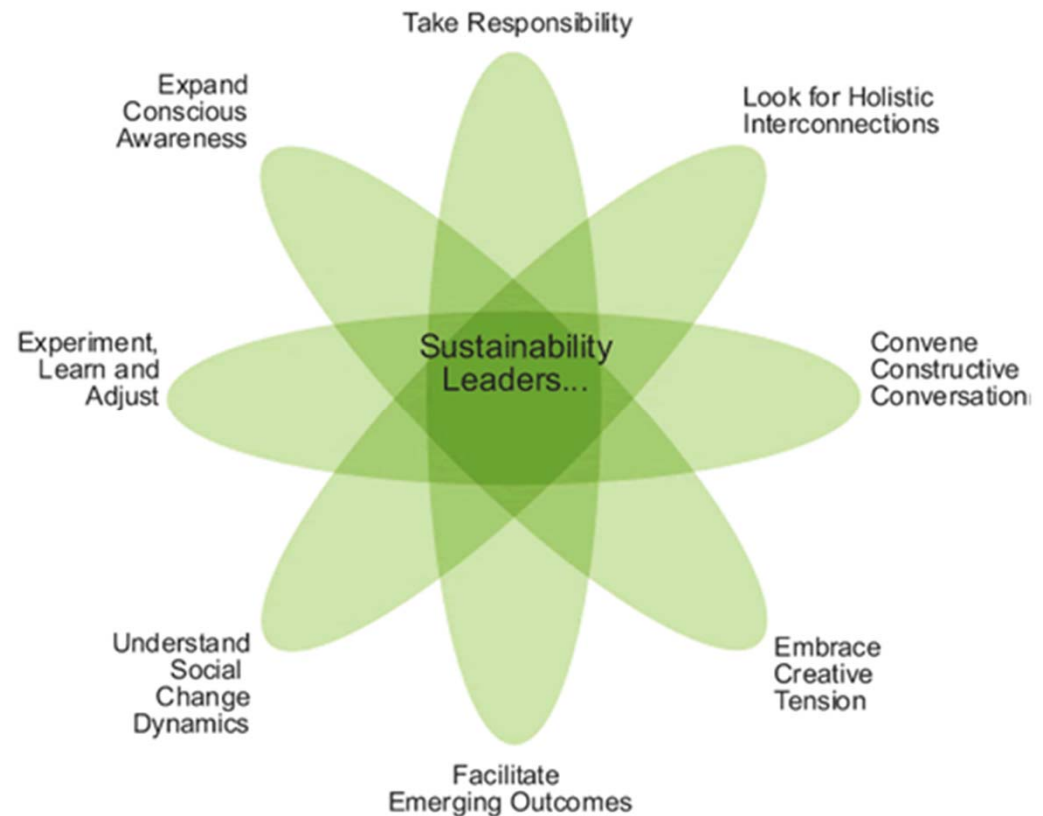 Take Responsibility
Expand
Conscious
Awareness
Look for Holistic
Interconnections
Sustainability
Leaders...
Experiment,
Learn and
Adjust
Convene
Constructive
Conversation
Understand
Social
Change
Dynamics
Embrace
Creative
Tension
Facilitate
Emerging Outcomes